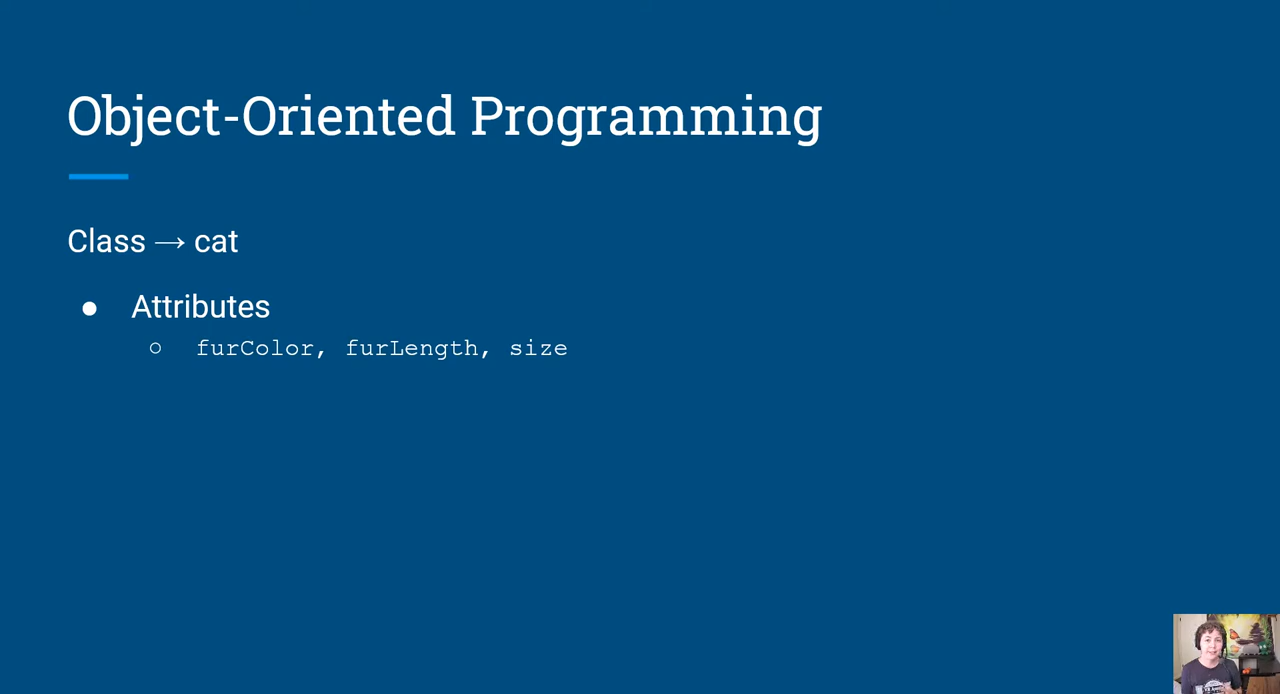 Object-Oriented Programming
Class → cat
● Attributes
○ furColor, furLength, size